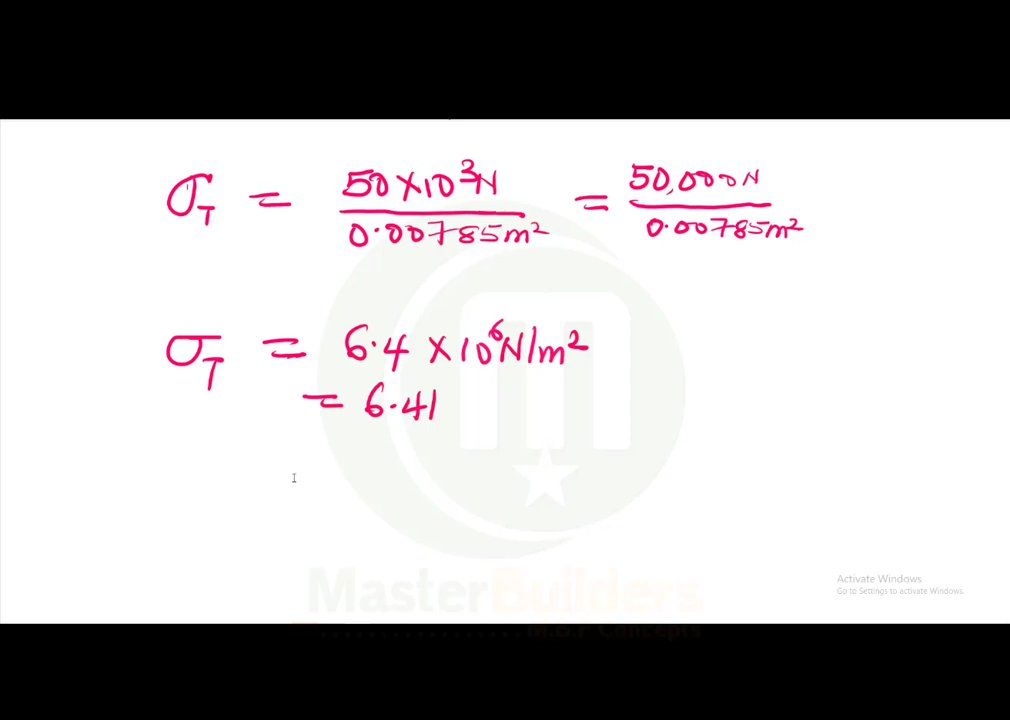 σT = 50×10³N / 0.00785m² = 50,000N / 0.00785m²
σT = 6.4 × 10⁶N/m²
= 6.41
Activate Windows
Go to Settings to activate Windows.
MasterBuilders
M.B.F Concepts